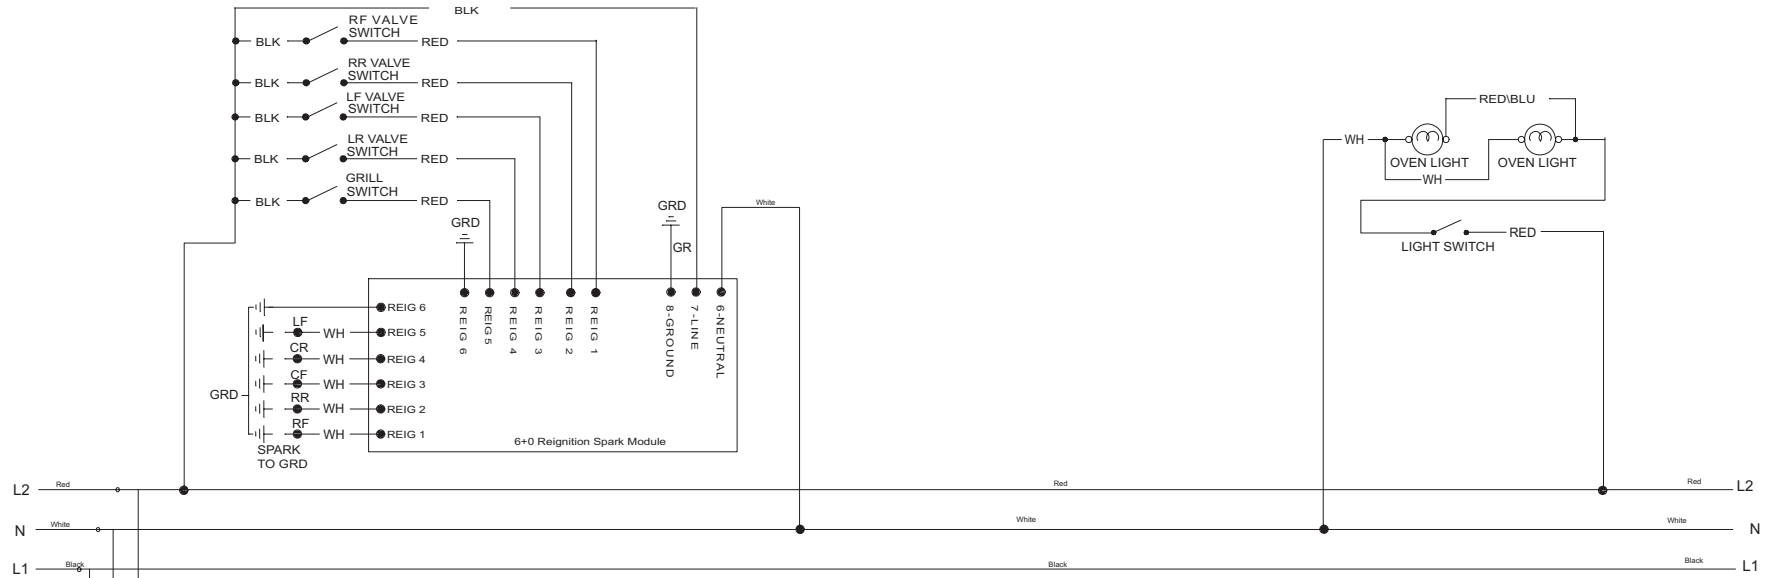 BLK
RF VALVE
SWITCH
BLK
RED
RR VALVE
SWITCH
BLK
RED
LF VALVE
SWITCH
BLK
RED
LR VALVE
SWITCH
BLK
RED
GRILL
SWITCH
BLK
RED
GRD
GRD
GR
White
REIG 6
REIG 5
REIG 4
REIG 3
REIG 2
REIG 1
8-GROUND
7-LINE
6-NEUTRAL
REIG 6
LF
WH
REIG 5
CR
WH
REIG 4
CF
WH
REIG 3
GRD
RR
WH
REIG 2
RF
WH
REIG 1
SPARK
TO GRD
6+0 Reignition Spark Module
RED\BLU
WH
OVEN LIGHT
OVEN LIGHT
WH
RED
LIGHT SWITCH
L2
Red
Red
Red
L2
N
White
White
White
N
L1
Black
Black
Black
L1